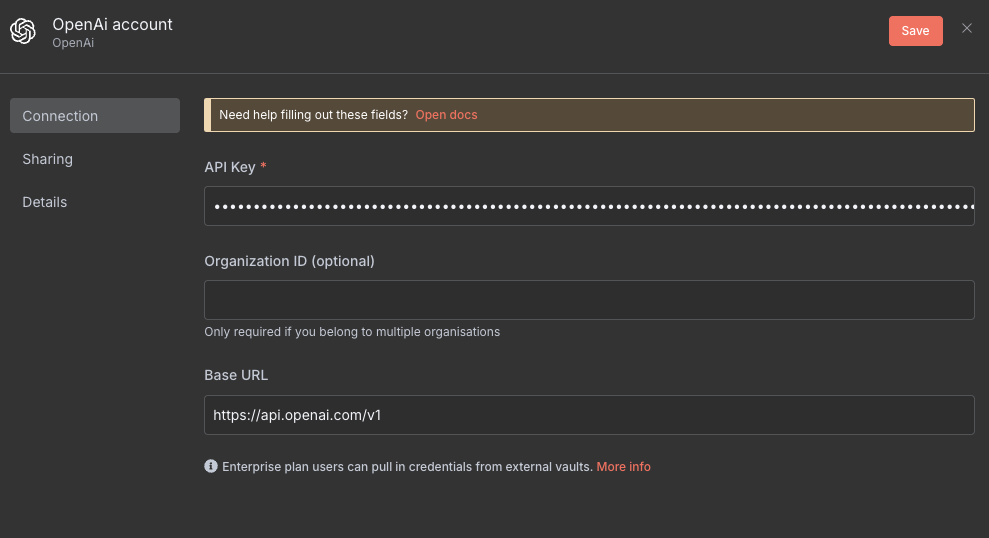 OpenAi account
OpenAi
Save
Connection
Sharing
Details
Need help filling out these fields? Open docs
API Key *
••••••••••••••••••••••••••••••••••••••••••••••••••••••••••••••••••••••••••••••••••••••••••••••••
Organization ID (optional)
Only required if you belong to multiple organisations
Base URL
https://api.openai.com/v1
Enterprise plan users can pull in credentials from external vaults. More info